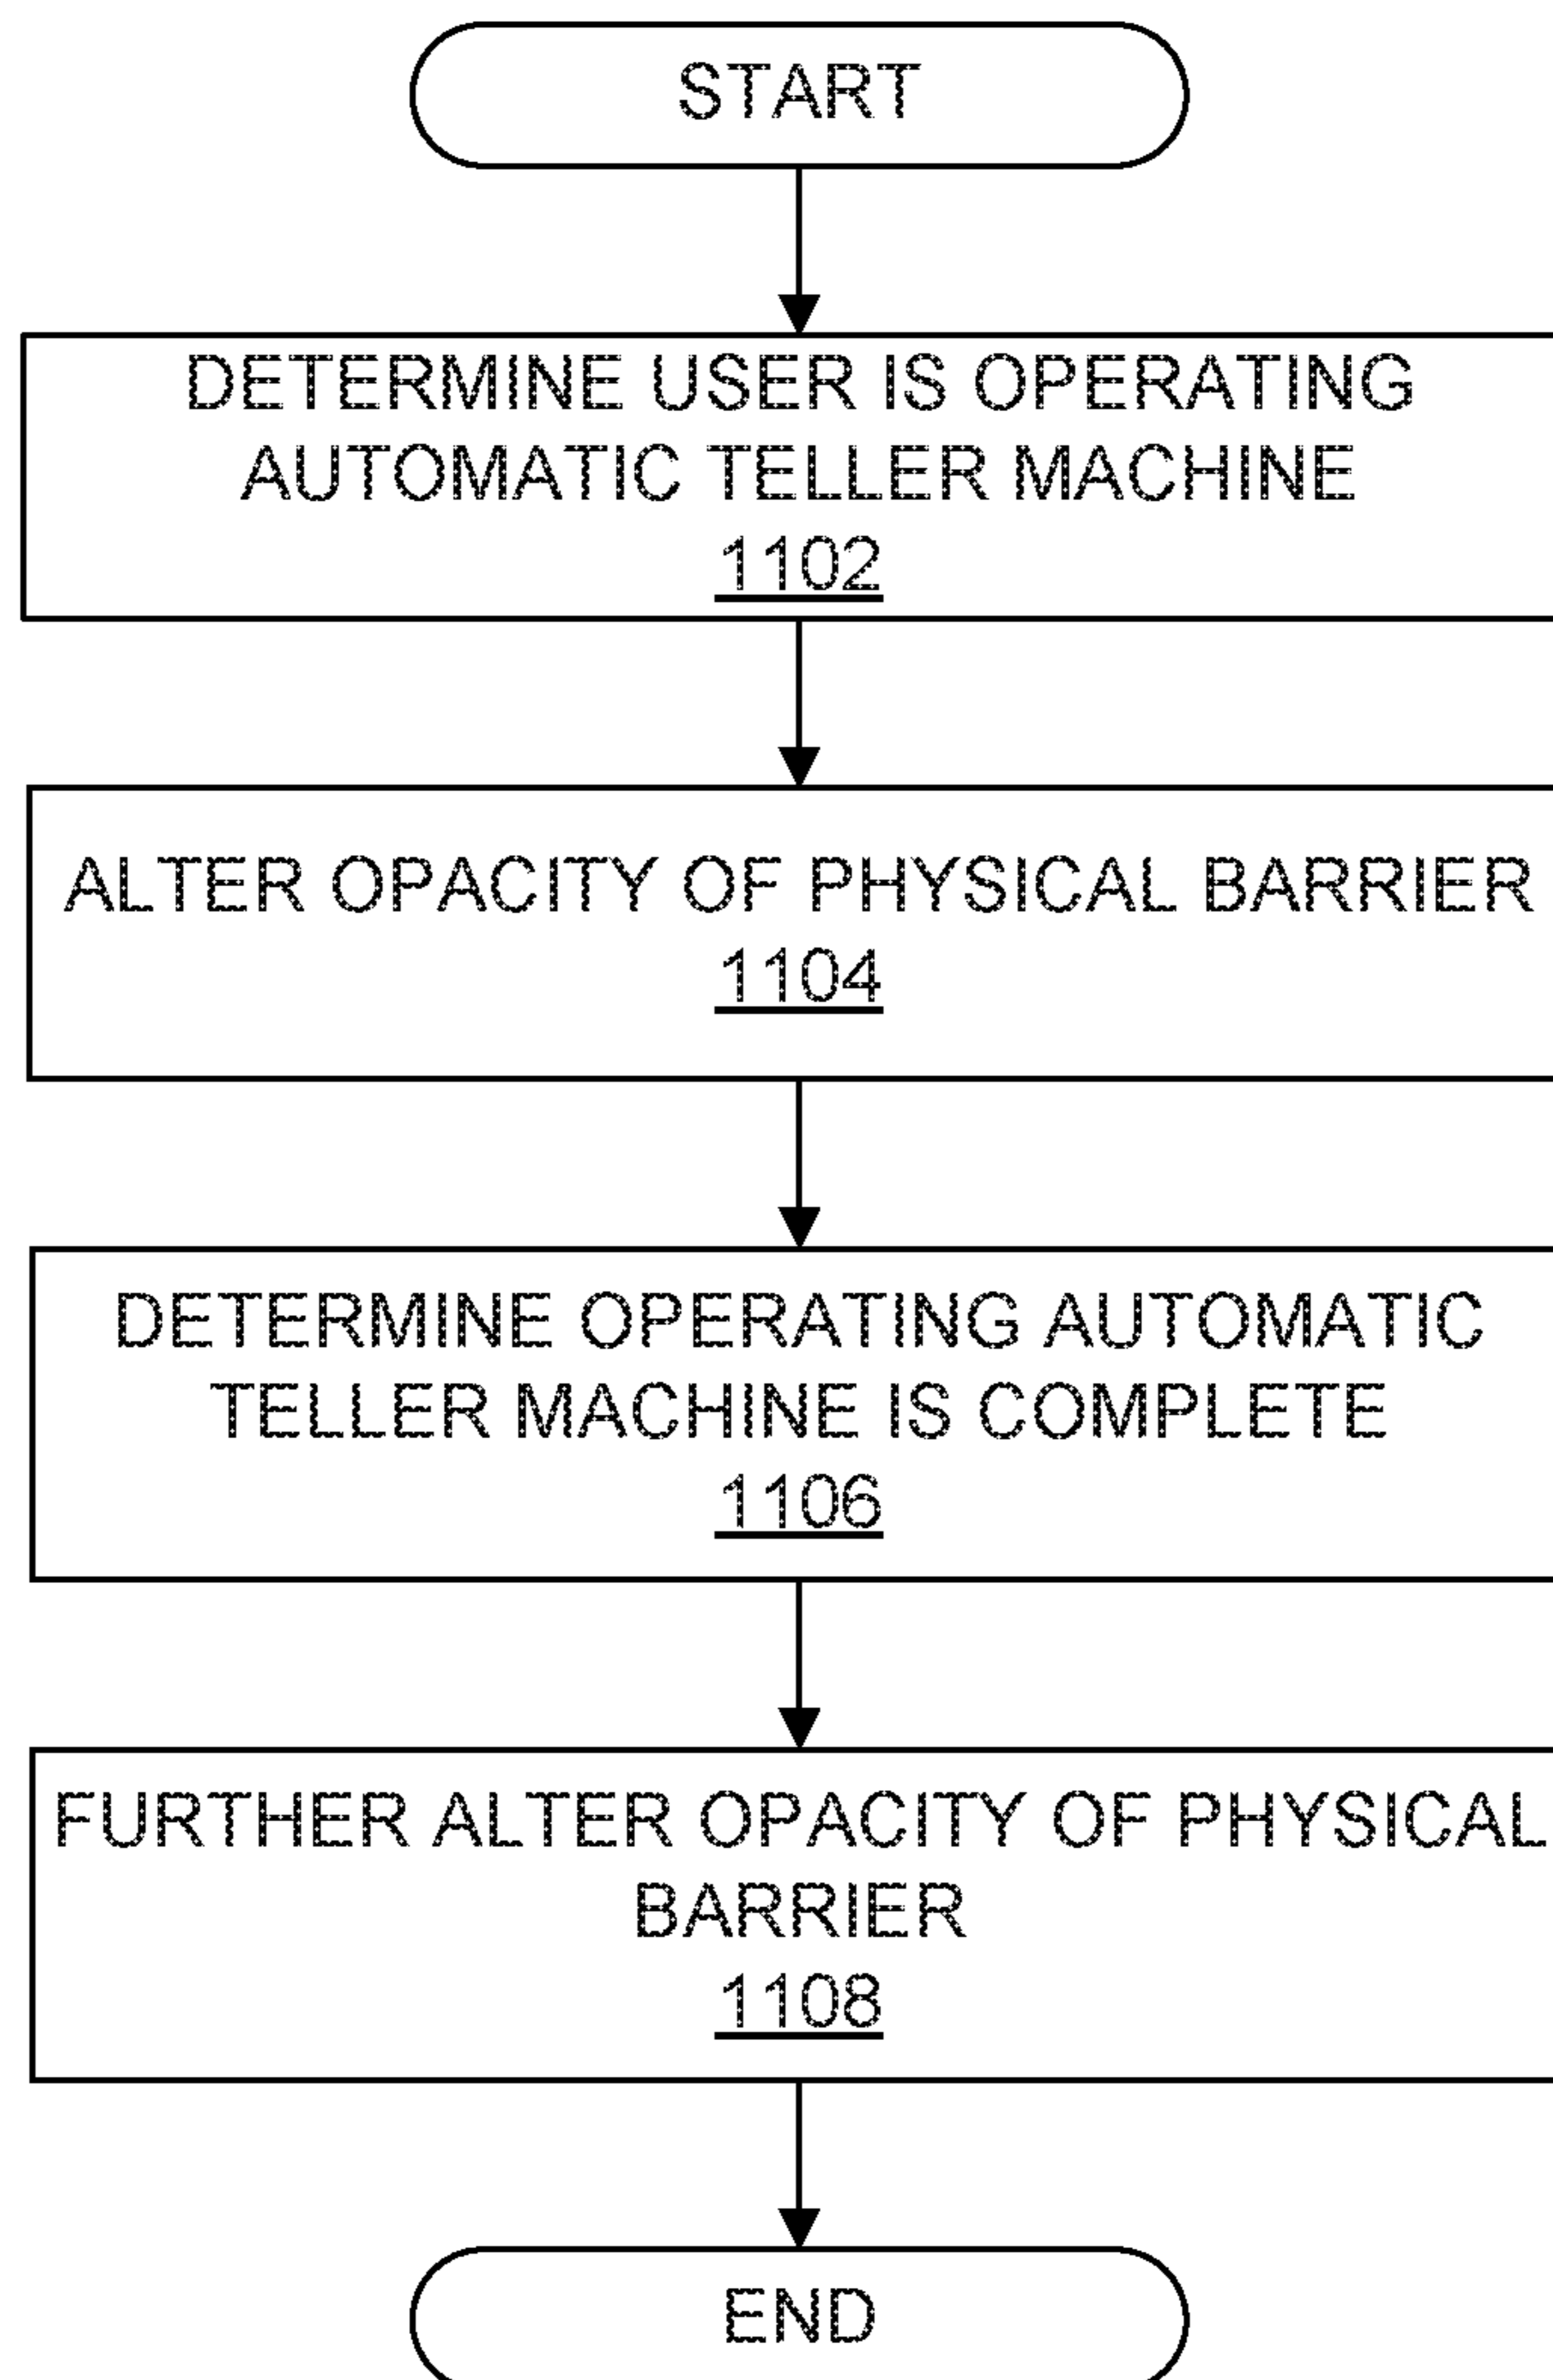 START
DETERMINE USER IS OPERATING
AUTOMATIC TELLER MACHINE
1102
ALTER OPACITY OF PHYSICAL BARRIER
1104
DETERMINE OPERATING AUTOMATIC
TELLER MACHINE IS COMPLETE
1106
FURTHER ALTER OPACITY OF PHYSICAL
BARRIER
1108
END